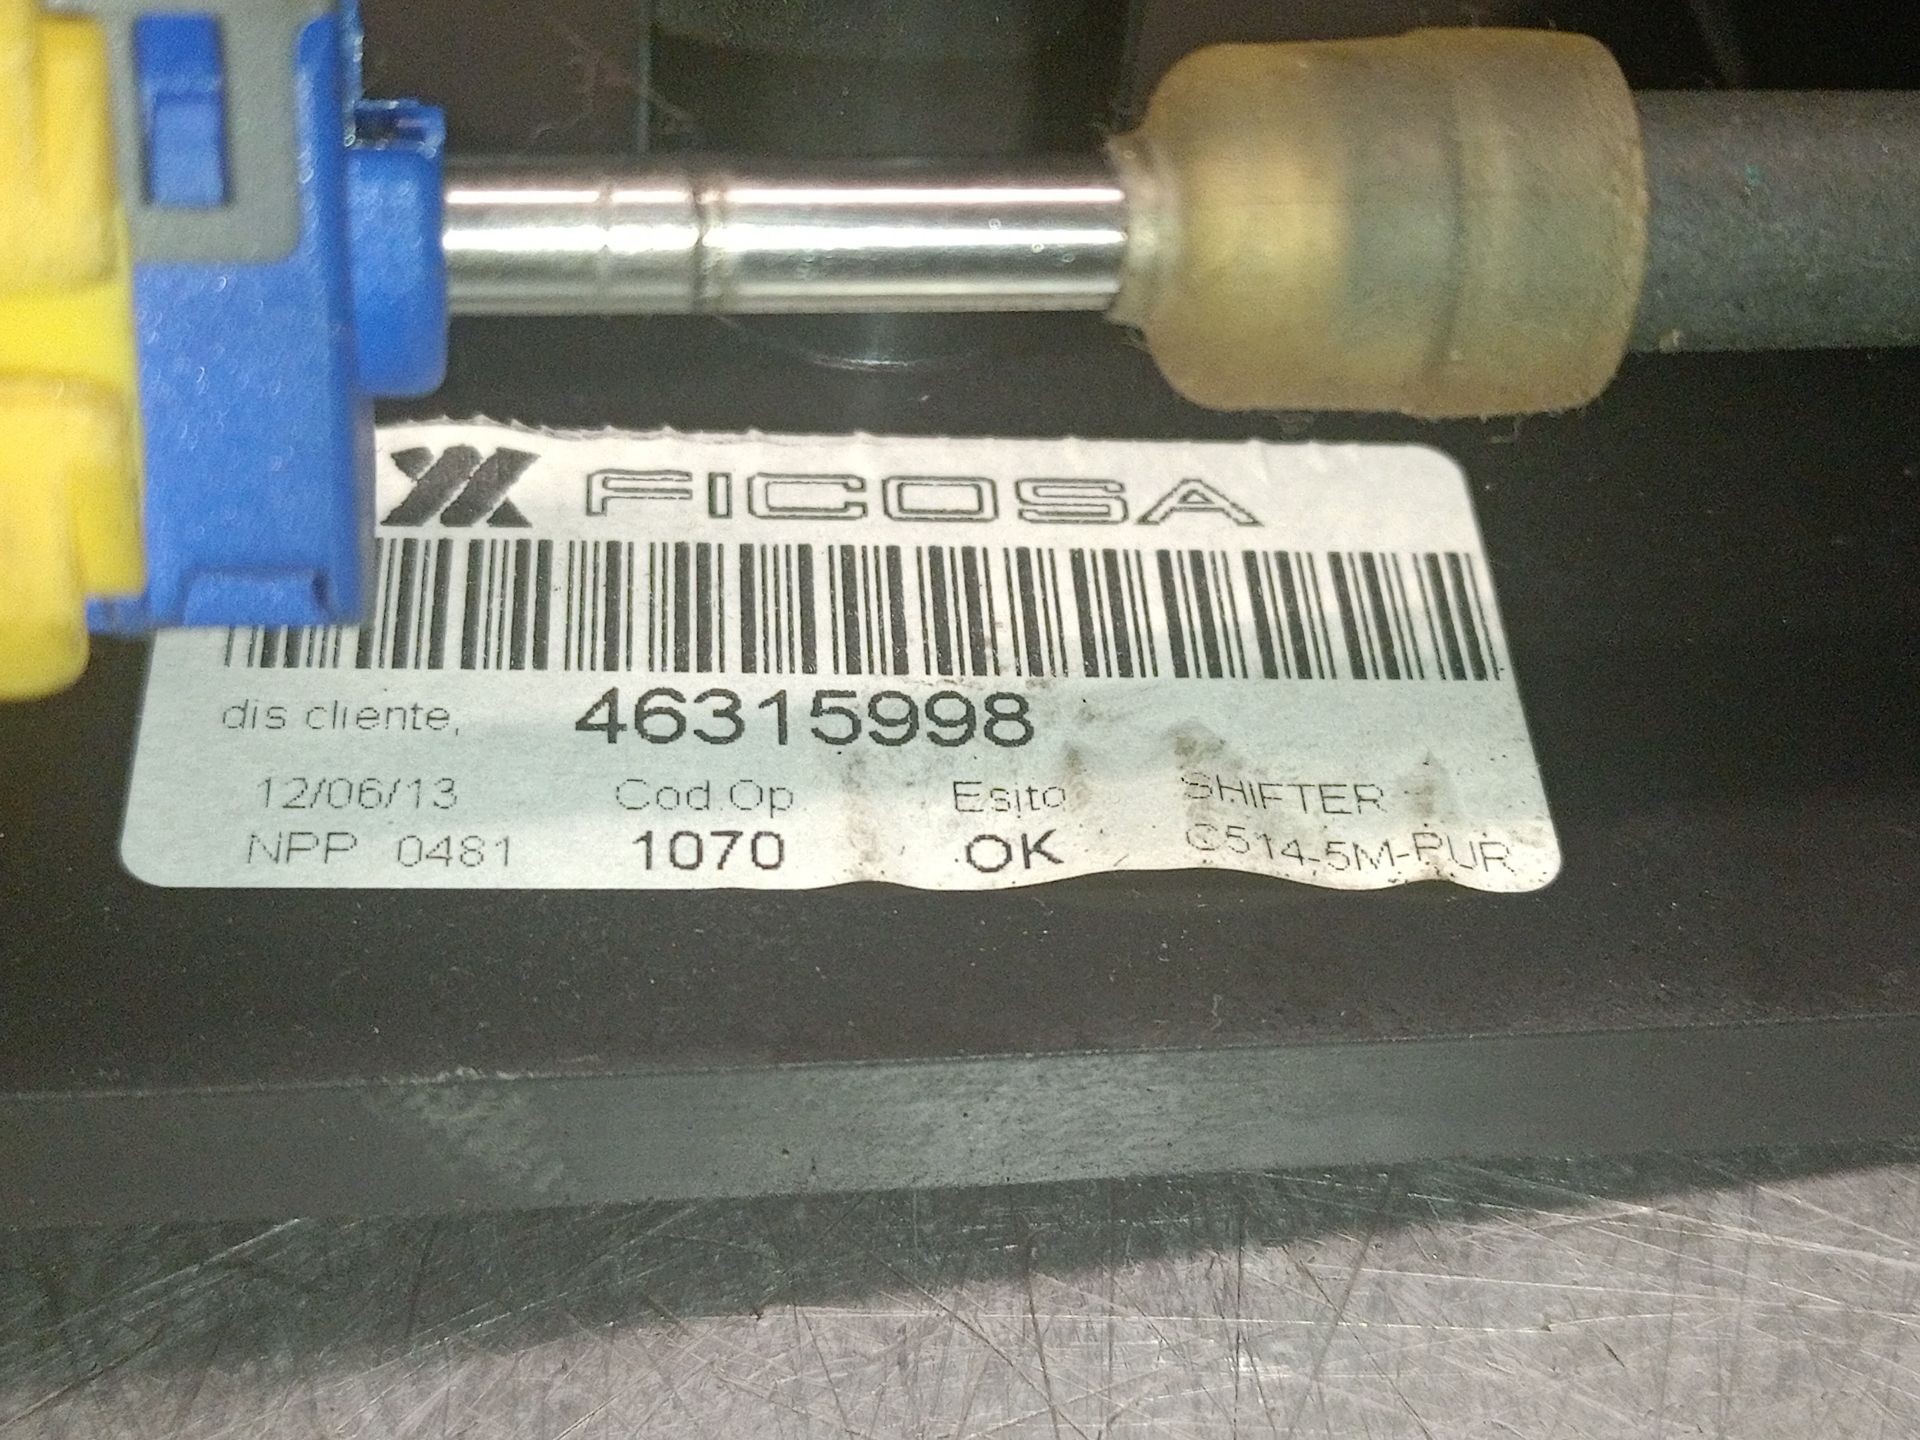 FICOSA
dis cliente, 46315998
12/06/13 Cod.Op. Esito SHIFTER
NPP 0481 1070 OK C514-5M-PUR